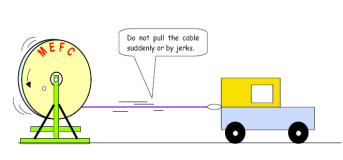 MEFC
Do not pull the cable
suddenly or by jerks.